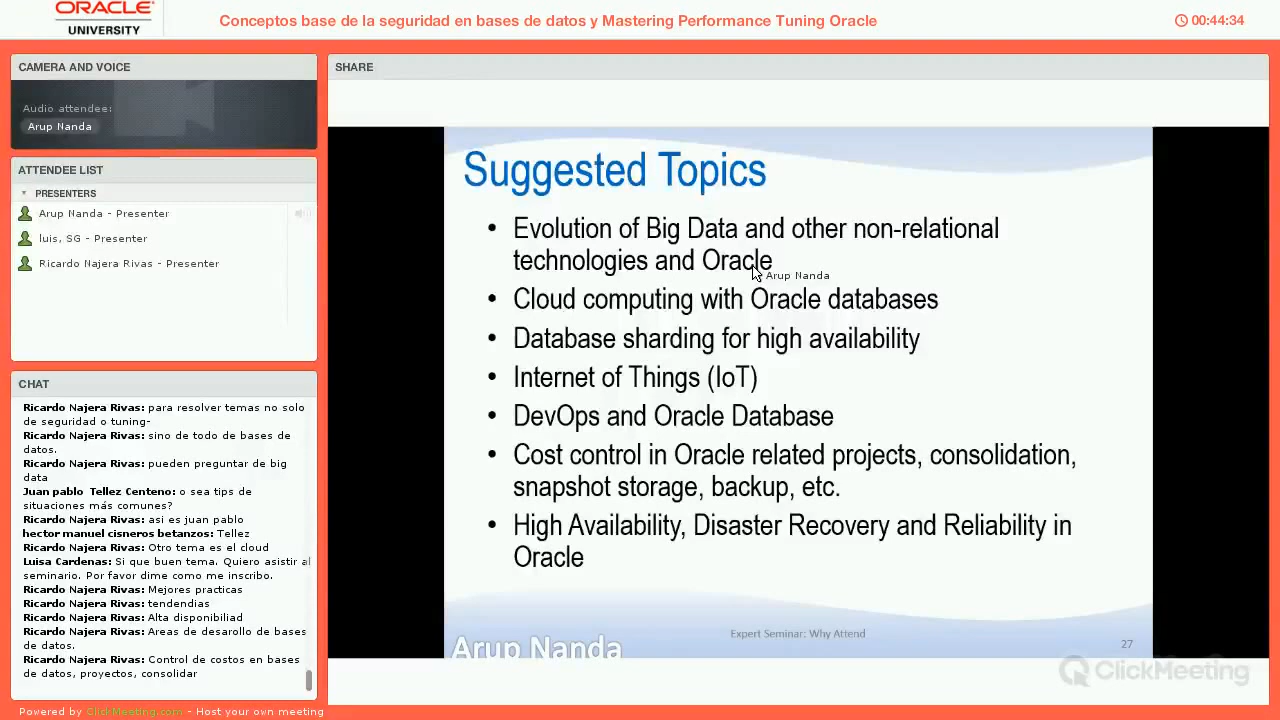 ORACLE
UNIVERSITY
Conceptos base de la seguridad en bases de datos y Mastering Performance Tuning Oracle
00:44:34
CAMERA AND VOICE
Audio attendee:
Arup Nanda
ATTENDEE LIST
PRESENTERS
Arup Nanda - Presenter
luis, SG - Presenter
Ricardo Najera Rivas - Presenter
CHAT
Ricardo Najera Rivas: para resolver temas no solo
de seguridad o tuning-
Ricardo Najera Rivas: sino de todo de bases de
datos.
Ricardo Najera Rivas: pueden preguntar de big
data
Juan pablo Tellez Centeno: o sea tips de
situaciones más comunes?
Ricardo Najera Rivas: asi es juan pablo
hector manuel cisneros betanzos: Tellez
Ricardo Najera Rivas: Otro tema es el cloud
Luisa Cardenas: Si que buen tema. Quiero asistir al
seminario. Por favor dime como me inscribo.
Ricardo Najera Rivas: Mejores practicas
Ricardo Najera Rivas: tendendias
Ricardo Najera Rivas: Alta disponibiliad
Ricardo Najera Rivas: Areas de desarollo de bases
de datos.
Ricardo Najera Rivas: Control de costos en bases
de datos, proyectos, consolidar
SHARE
Suggested Topics
• Evolution of Big Data and other non-relational
technologies and Oracle
Arup Nanda
• Cloud computing with Oracle databases
• Database sharding for high availability
• Internet of Things (IoT)
• DevOps and Oracle Database
• Cost control in Oracle related projects, consolidation,
snapshot storage, backup, etc.
• High Availability, Disaster Recovery and Reliability in
Oracle
Arup Nanda
Expert Seminar: Why Attend
27
ClickMeeting
Powered by ClickMeeting.com - Host your own meeting